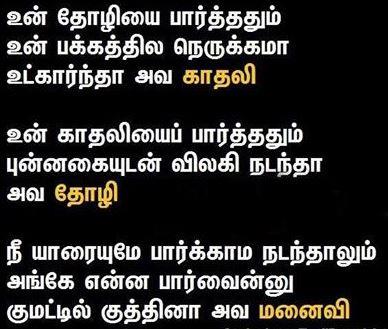 உன் தோழியை பார்த்ததும்
உன் பக்கத்தில நெருக்கமா
உட்கார்ந்தா அவ காதலி
உன் காதலியைப் பார்த்ததும்
புன்னகையுடன் விலகி நடந்தா
அவ தோழி
நீ யாரையுமே பார்க்காம நடந்தாலும்
அங்கே என்ன பார்வைன்னு
குமட்டில் குத்தினா அவ மனைவி